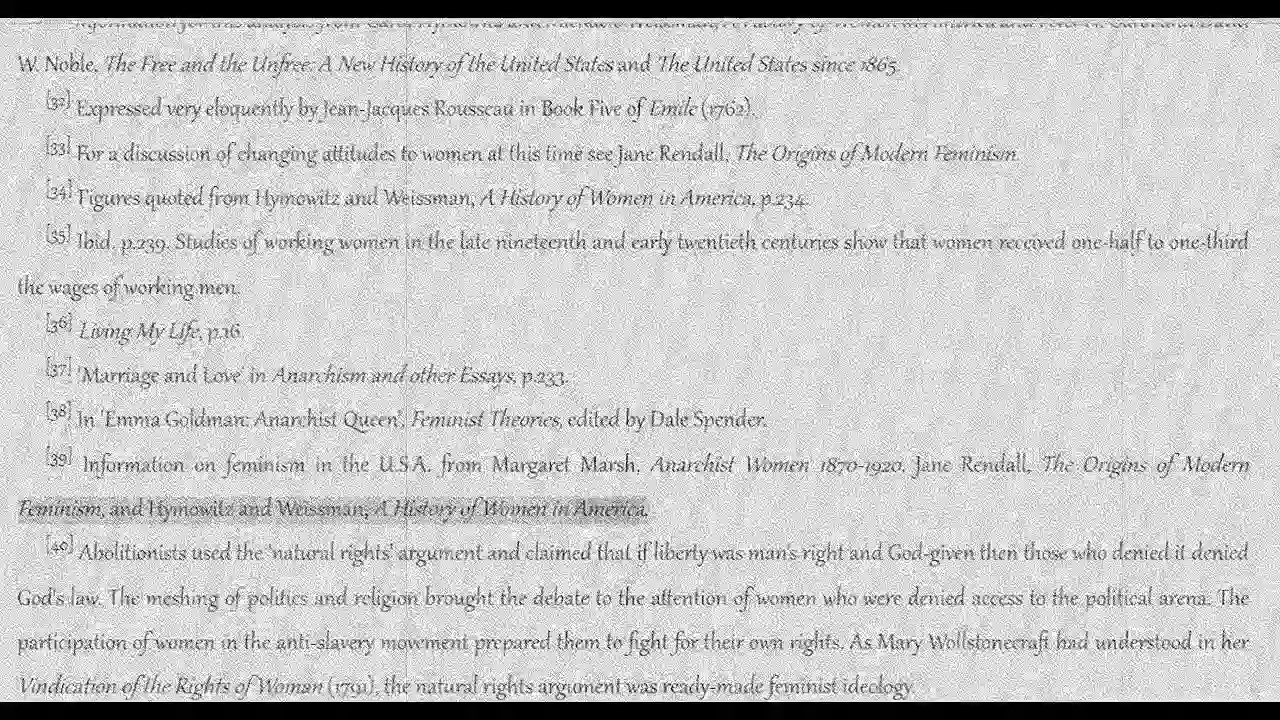 W. Noble, The Free and the Unfree: A New History of the United States and The United States since 1865.
[32] Expressed very eloquently by Jean-Jacques Rousseau in Book Five of Emile (1762).
[33] For a discussion of changing attitudes to women at this time see Jane Rendall, The Origins of Modern Feminism.
[34] Figures quoted from Hymowitz and Weissman, A History of Women in America, p.234.
[35] Ibid, p.239. Studies of working women in the late nineteenth and early twentieth centuries show that women received one-half to one-third
the wages of working men.
[36] Living My Life, p.16.
[37] 'Marriage and Love' in Anarchism and other Essays, p.233.
[38] In 'Emma Goldman: Anarchist Queen', Feminist Theories, edited by Dale Spender.
[39] Information on feminism in the U.S.A. from Margaret Marsh, Anarchist Women 1870-1920, Jane Rendall, The Origins of Modern
Feminism, and Hymowitz and Weissman, A History of Women in America.
[40] Abolitionists used the 'natural rights' argument and claimed that if liberty was man's right and God-given then those who denied it denied
God's law. The meshing of politics and religion brought the debate to the attention of women who were denied access to the political arena. The
participation of women in the anti-slavery movement prepared them to fight for their own rights. As Mary Wollstonecraft had understood in her
Vindication of the Rights of Woman (1791), the natural rights argument was ready-made feminist ideology.